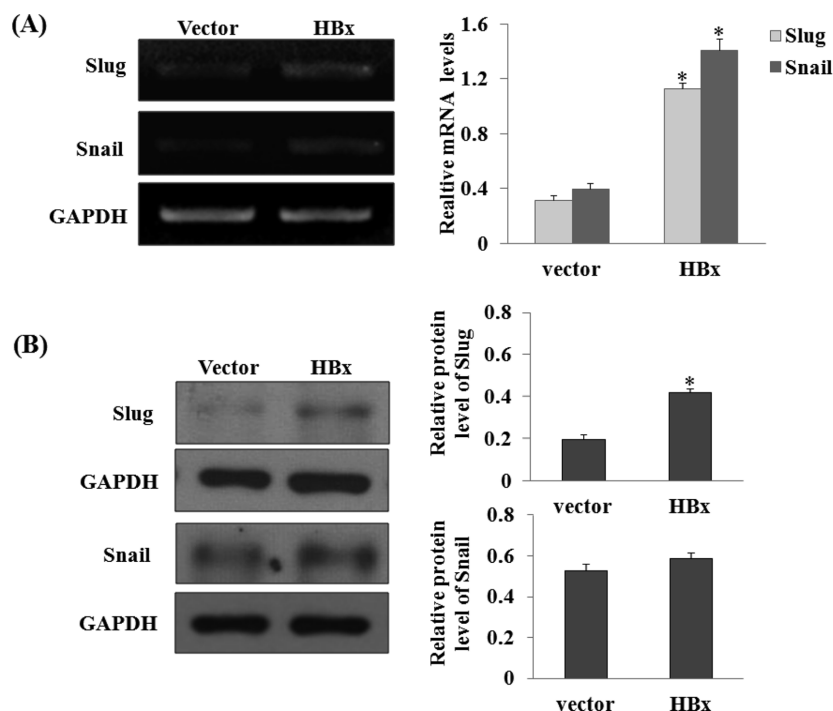 (A)
Vector HBx
Slug
Snail
GAPDH
Realtive mRNA levels
1.6
1.2
0.8
0.4
0
* *
vector HBx
Slug
Snail
(B)
Vector HBx
Slug
GAPDH
Snail
GAPDH
Relative protein
level of Slug
0.8
0.6
0.4
0.2
0
*
vector HBx
Relative protein
level of Snail
0.8
0.6
0.4
0.2
0
vector HBx